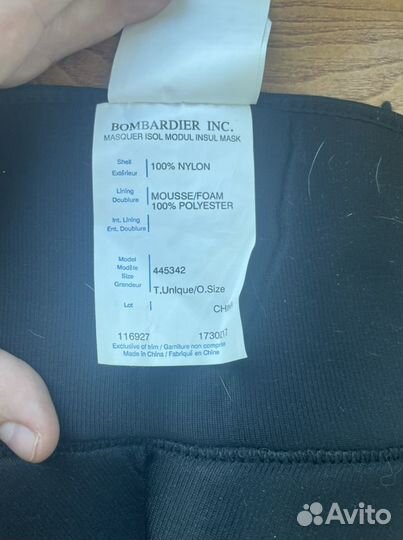 BOMBARDIER INC.
MASQUER ISOL MODUL INSUL MASK
Shell
Extérieur
100% NYLON
Lining
Doublure
MOUSSE/FOAM
100% POLYESTER
Int. Lining
Ent. Doublure
Model
Modèle
445342
Size
Grandeur
T.Unique/O.Size
Lot
116927
Exclusive of trim / Garniture non comprise
Made in China / Fabriqué en Chine
Avito